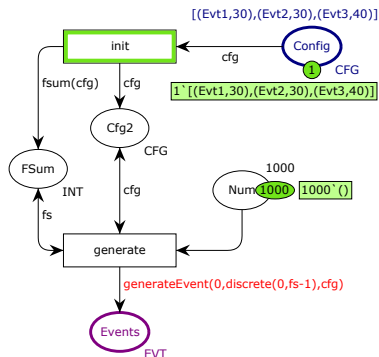 [(Evt1,30),(Evt2,30),(Evt3,40)]
init
cfg
Config
1
CFG
fsum(cfg)
cfg
1`[(Evt1,30),(Evt2,30),(Evt3,40)]
Cfg2
CFG
FSum
INT
cfg
1000
Num
1000
1000`()
fs
generate
generateEvent(0,discrete(0,fs-1),cfg)
Events
EVT